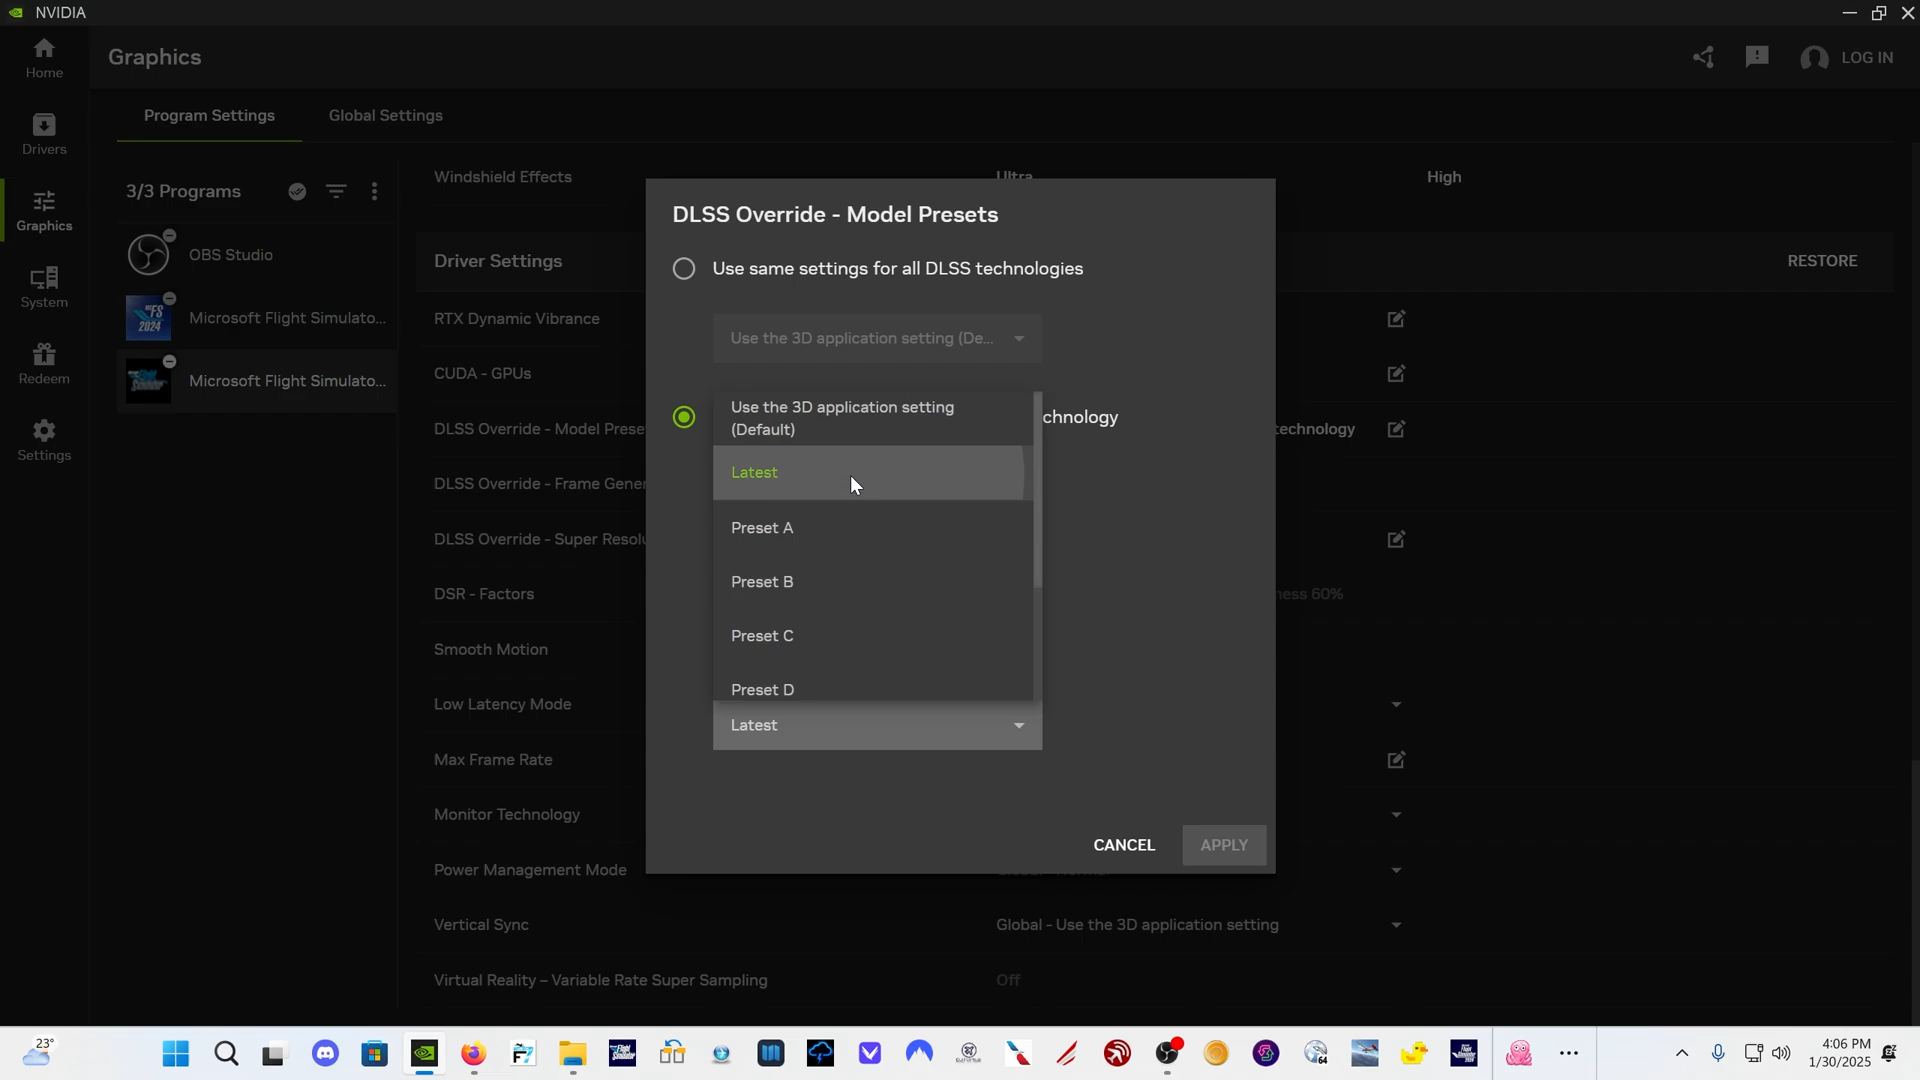 NVIDIA
Home
Graphics
LOG IN
Drivers
Program Settings
Global Settings
Graphics
3/3 Programs
OBS Studio
Microsoft Flight Simulato...
Microsoft Flight Simulato...
System
Redeem
Settings
Windshield Effects
Ultra
High
Driver Settings
RESTORE
RTX Dynamic Vibrance
CUDA - GPUs
DLSS Override - Model Prese
technology
DLSS Override - Frame Gener
DLSS Override - Super Resolu
DSR - Factors
ness 60%
Smooth Motion
Low Latency Mode
Max Frame Rate
Monitor Technology
Power Management Mode
Vertical Sync
Global - Use the 3D application setting
Virtual Reality – Variable Rate Super Sampling
Off
DLSS Override - Model Presets
Use same settings for all DLSS technologies
Use the 3D application setting (De...
chnology
Use the 3D application setting
(Default)
Latest
Preset A
Preset B
Preset C
Preset D
Latest
CANCEL
APPLY
23°
4:06 PM
1/30/2025